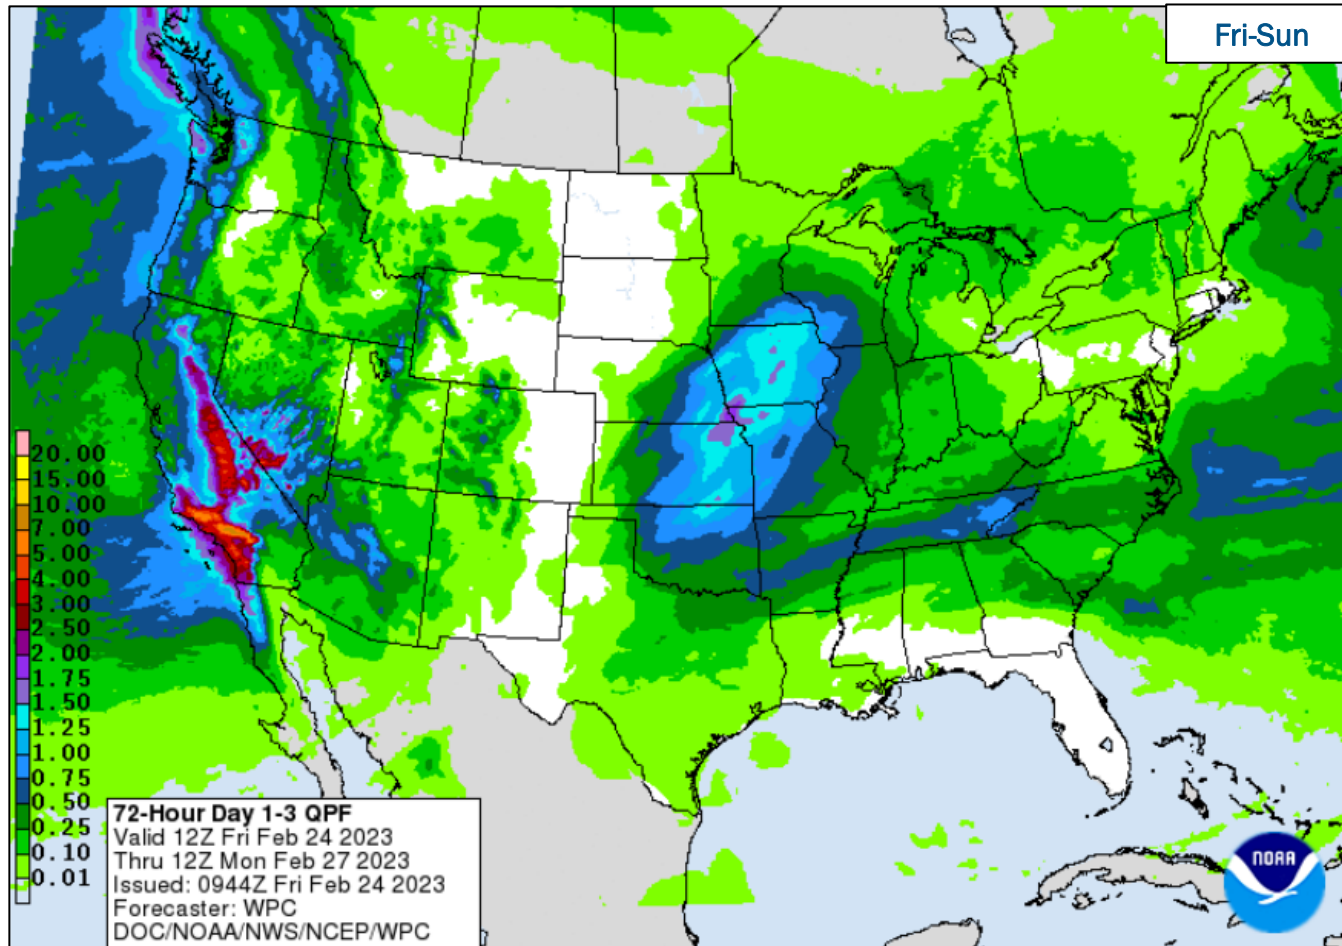 Fri-Sun
20.00
15.00
10.00
7.00
5.00
4.00
3.00
2.50
2.00
1.75
1.50
1.25
1.00
0.75
0.50
0.25
0.10
0.01
72-Hour Day 1-3 QPF
Valid 12Z Fri Feb 24 2023
Thru 12Z Mon Feb 27 2023
Issued: 0944Z Fri Feb 24 2023
Forecaster: WPC
DOC/NOAA/NWS/NCEP/WPC
NOAA